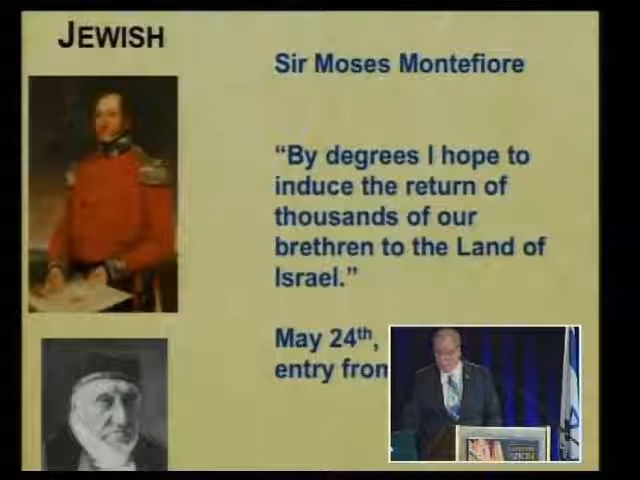 JEWISH
Sir Moses Montefiore
“By degrees I hope to
induce the return of
thousands of our
brethren to the Land of
Israel.”
May 24th,
entry from